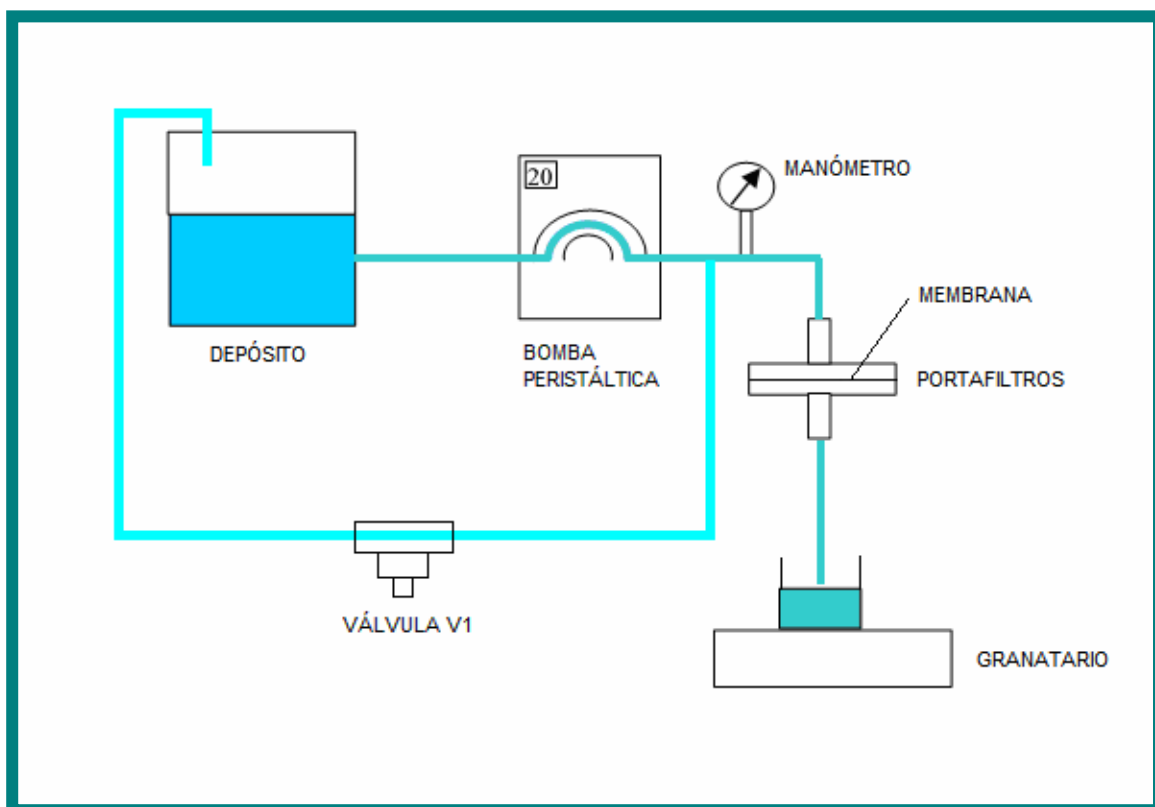 20
MANÓMETRO
MEMBRANA
DEPÓSITO
BOMBA
PERISTÁLTICA
PORTAFILTROS
VÁLVULA V1
GRANATARIO